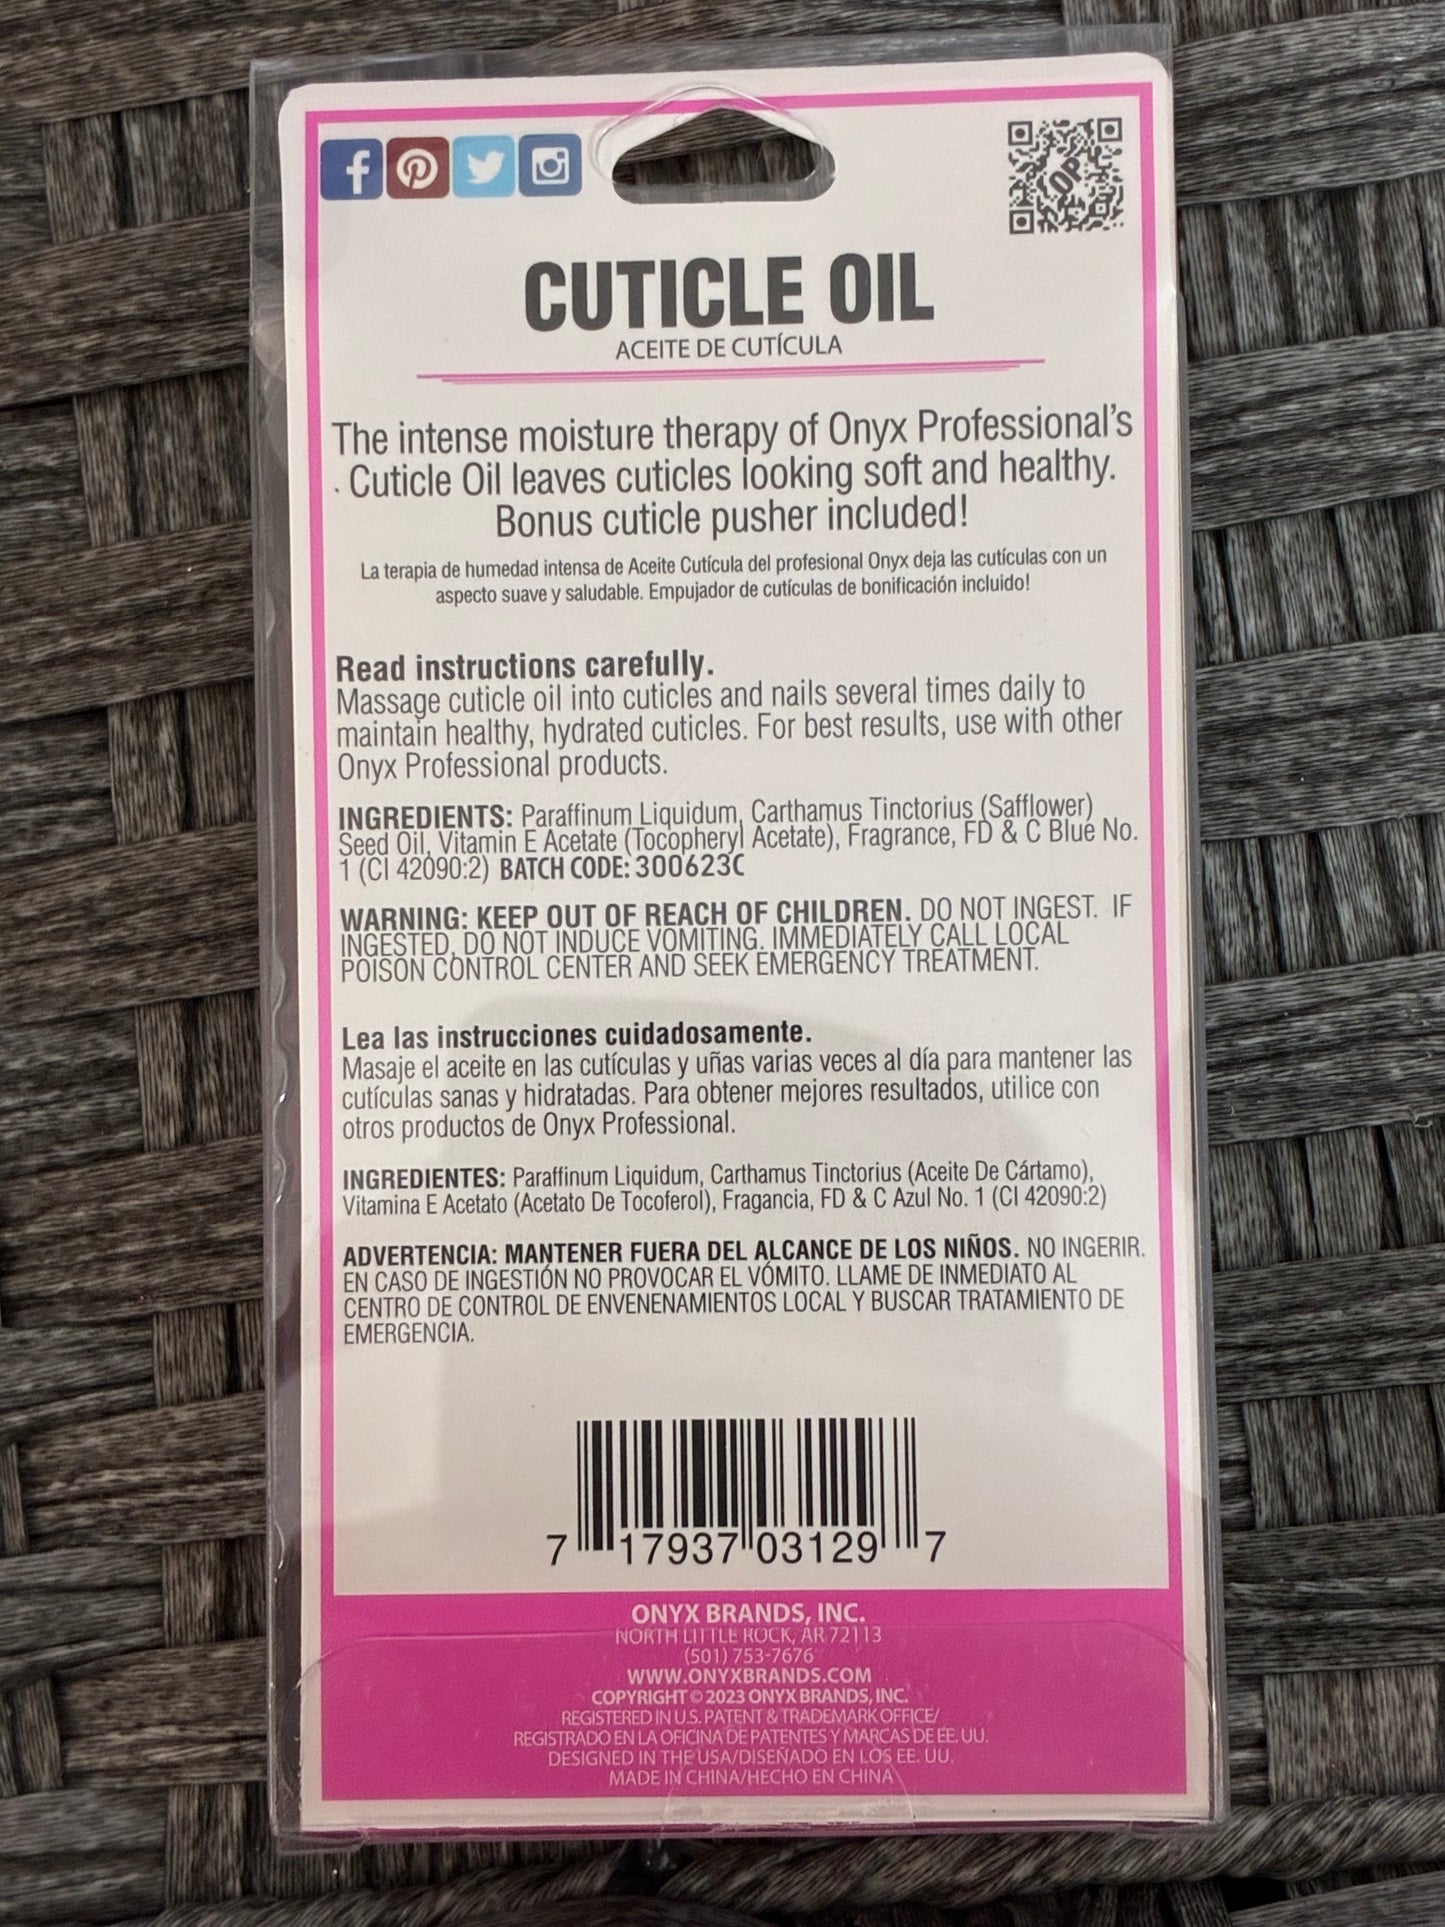 OP
CUTICLE OIL
ACEITE DE CUTÍCULA
The intense moisture therapy of Onyx Professional's
Cuticle Oil leaves cuticles looking soft and healthy.
Bonus cuticle pusher included!
La terapia de humedad intensa de Aceite Cutícula del profesional Onyx deja las cutículas con un
aspecto suave y saludable. Empujador de cutículas de bonificación incluido!
Read instructions carefully.
Massage cuticle oil into cuticles and nails several times daily to
maintain healthy, hydrated cuticles. For best results, use with other
Onyx Professional products.
INGREDIENTS: Paraffinum Liquidum, Carthamus Tinctorius (Safflower)
Seed Oil, Vitamin E Acetate (Tocopheryl Acetate), Fragrance, FD & C Blue No.
1 (CI 42090:2) BATCH CODE: 300623C
WARNING: KEEP OUT OF REACH OF CHILDREN. DO NOT INGEST. IF
INGESTED, DO NOT INDUCE VOMITING. IMMEDIATELY CALL LOCAL
POISON CONTROL CENTER AND SEEK EMERGENCY TREATMENT.
Lea las instrucciones cuidadosamente.
Masaje el aceite en las cutículas y uñas varias veces al día para mantener las
cutículas sanas y hidratadas. Para obtener mejores resultados, utilice con
otros productos de Onyx Professional.
INGREDIENTES: Paraffinum Liquidum, Carthamus Tinctorius (Aceite De Cártamo),
Vitamina E Acetato (Acetato De Tocoferol), Fragancia, FD & C Azul No. 1 (CI 42090:2)
ADVERTENCIA: MANTENER FUERA DEL ALCANCE DE LOS NIÑOS. NO INGERIR.
EN CASO DE INGESTIÓN NO PROVOCAR EL VÓMITO. LLAME DE INMEDIATO AL
CENTRO DE CONTROL DE ENVENENAMIENTOS LOCAL Y BUSCAR TRATAMIENTO DE
EMERGENCIA.
7 17937 03129 7
ONYX BRANDS, INC.
NORTH LITTLE ROCK, AR 72113
(501) 753-7676
WWW.ONYXBRANDS.COM
COPYRIGHT © 2023 ONYX BRANDS, INC.
REGISTERED IN U.S. PATENT & TRADEMARK OFFICE/
REGISTRADO EN LA OFICINA DE PATENTES Y MARCAS DE EE. UU.
DESIGNED IN THE USA/DISEÑADO EN LOS EE. UU.
MADE IN CHINA/HECHO EN CHINA